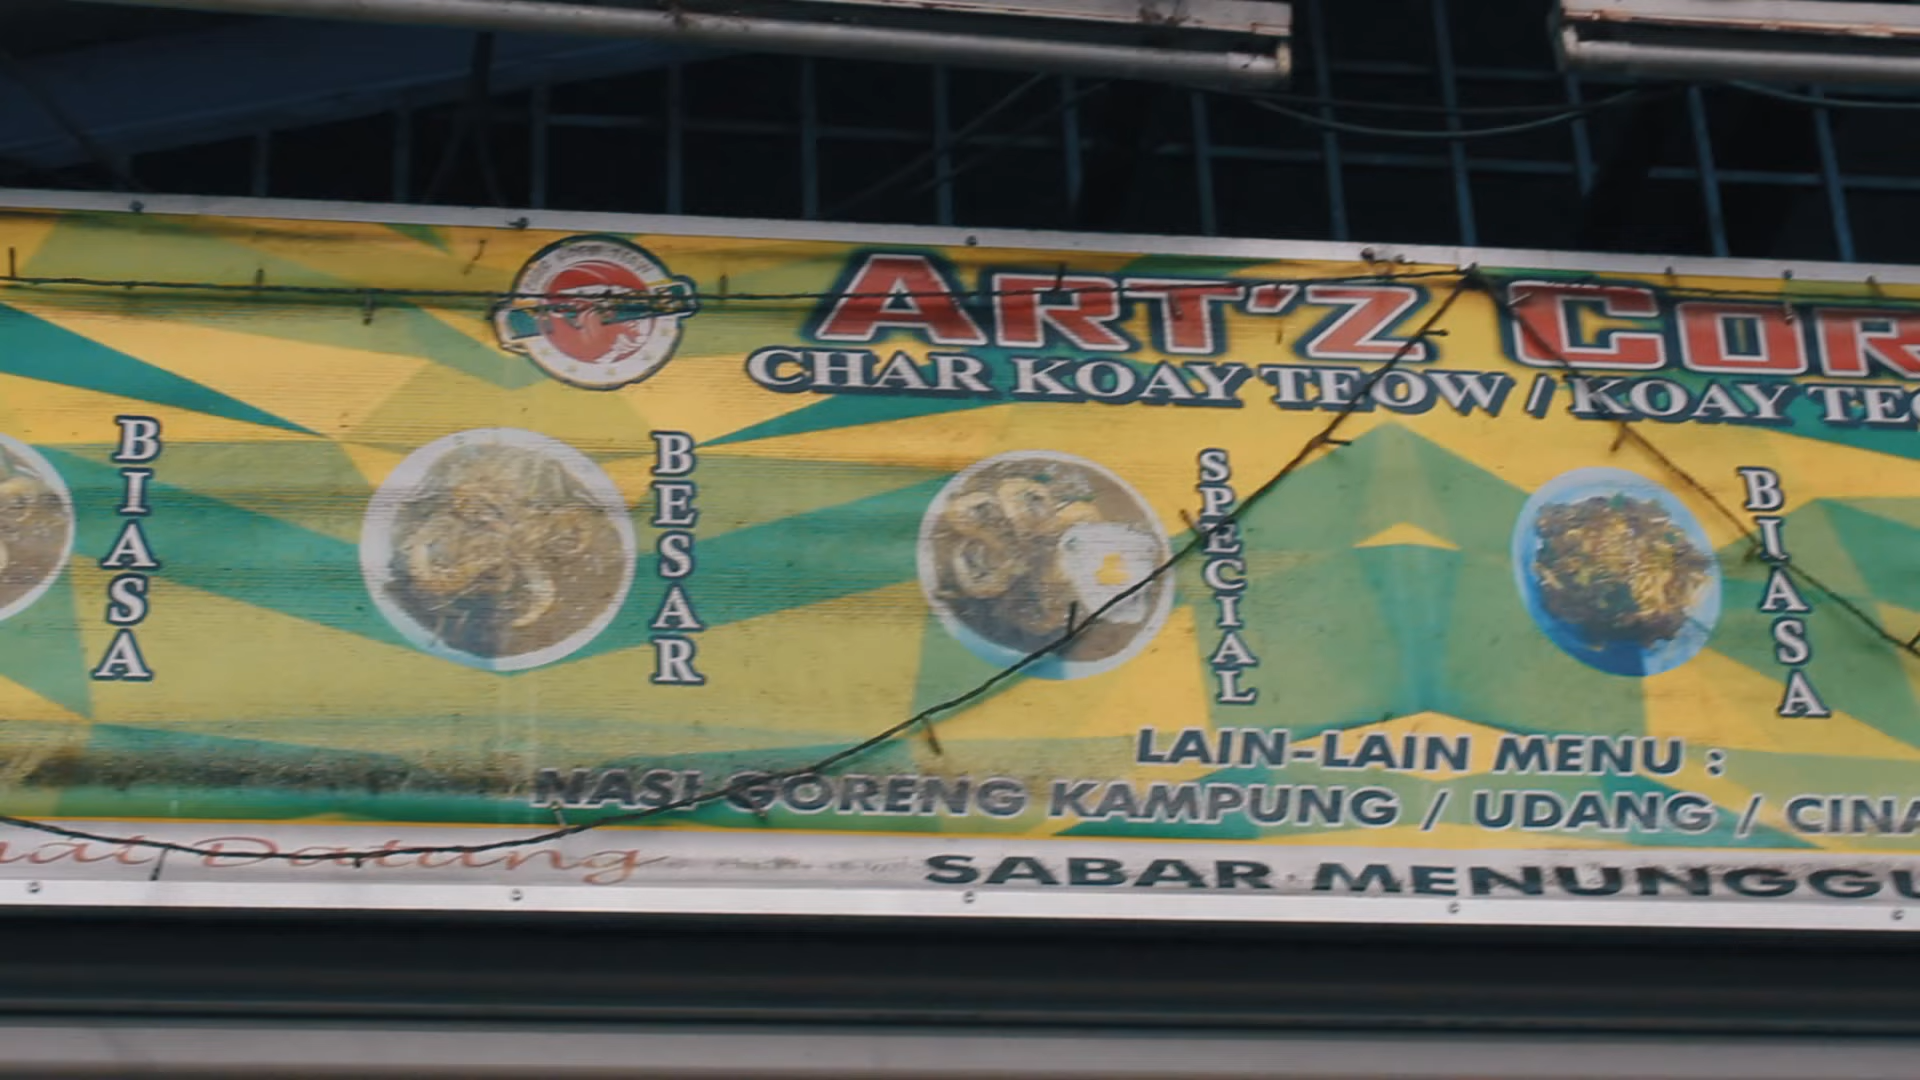 ART'Z COR
CHAR KOAY TEOW / KOAY TEO
BIASA
BESAR
SPECIAL
BIASA
LAIN-LAIN MENU :
NASI GORENG KAMPUNG / UDANG / CINA
Datang
SABAR MENUNGGU